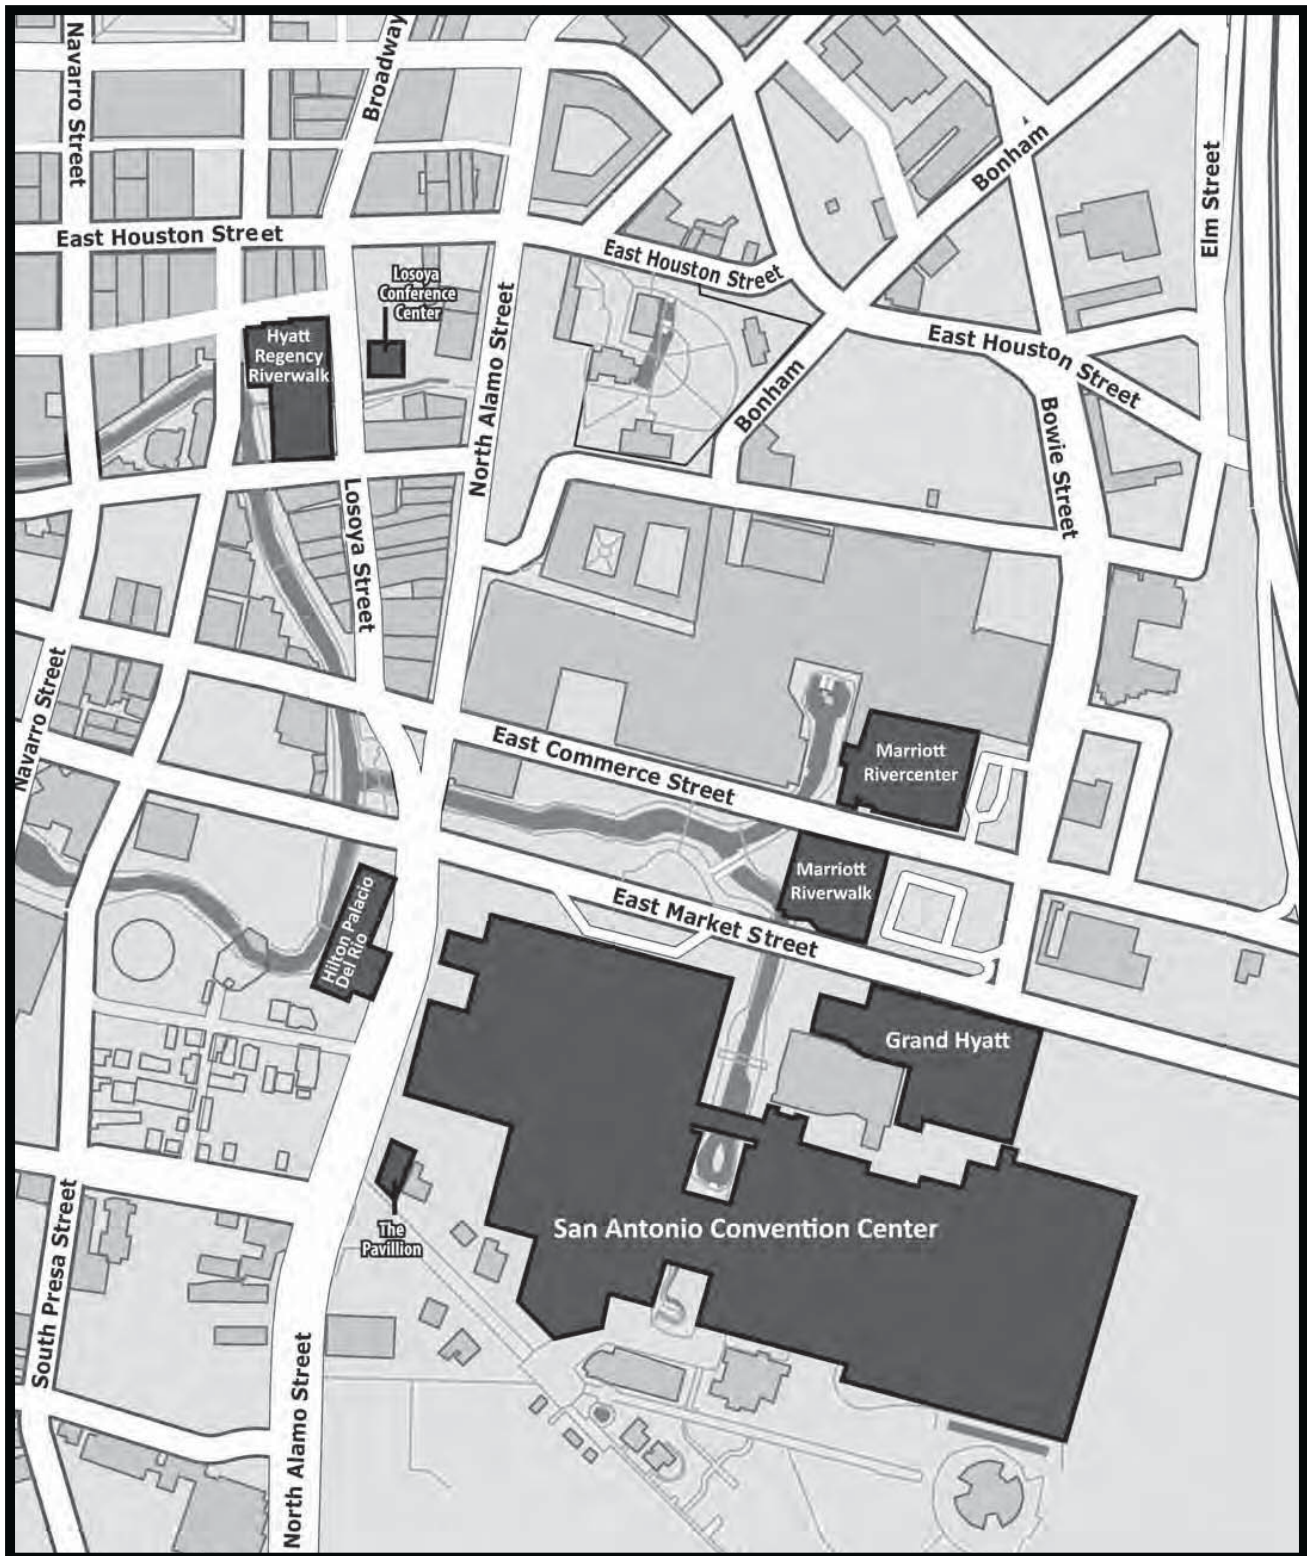 Navarro Street
Broadway
Bonham
Elm Street
East Houston Street
East Houston Street
Losoya
Conference
Center
North Alamo Street
Hyatt
Regency
Riverwalk
East Houston Street
Bonham
Bowie Street
Losoya Street
Navarro Street
East Commerce Street
Marriott
Rivercenter
Marriott
Riverwalk
East Market Street
Hilton Palacio
Del Rio
Grand Hyatt
The
Pavillion
San Antonio Convention Center
South Presa Street
North Alamo Street